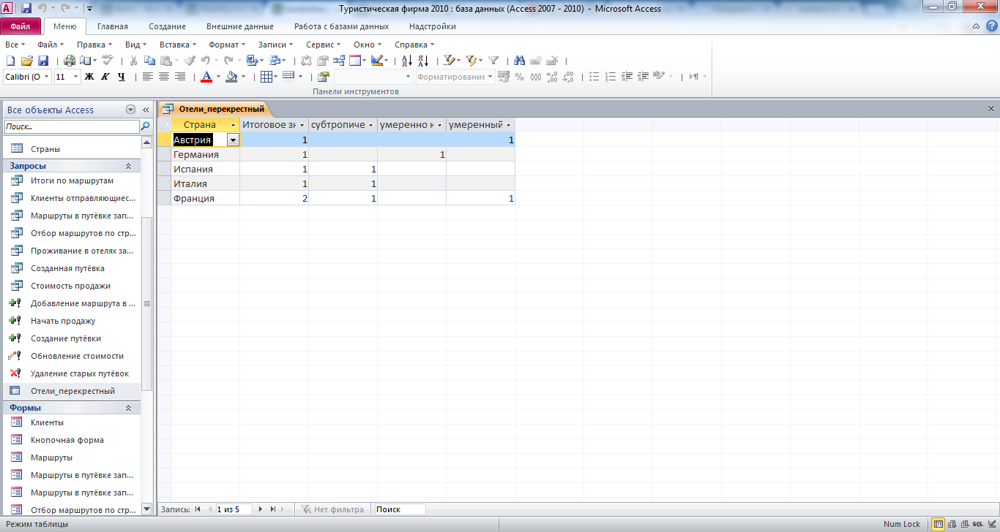 Туристическая фирма 2010 : база данных (Access 2007 - 2010) - Microsoft Access
Файл Меню Главная Создание Внешние данные Работа с базами данных Надстройки
Все Файл Правка Вид Вставка Формат Записи Сервис Окно Справка
Calibri (О 11 Ж К Ч Форматирование % 000
Панели инструментов
Все объекты Access
Поиск...
Страны
Запросы
Итоги по маршрутам
Клиенты отправляющиес...
Маршруты в путёвке зап...
Отбор маршрутов по стр...
Проживание в отелях за...
Созданная путёвка
Стоимость продажи
Добавление маршрута в ...
Начать продажу
Создание путёвки
Обновление стоимости
Удаление старых путёвок
Отели_перекрестный
Формы
Клиенты
Кнопочная форма
Маршруты
Маршруты в путёвке зап...
Маршруты в путёвке зап...
Отбор маршрутов по стр...
Отели_перекрестный
Страна Итоговое зн субтропиче умеренно к умеренный
Австрия 1 1
Германия 1 1
Испания 1 1
Италия 1 1
Франция 2 1 1
Запись: 1 из 5 Нет фильтра Поиск
Режим таблицы Num Lock SQL